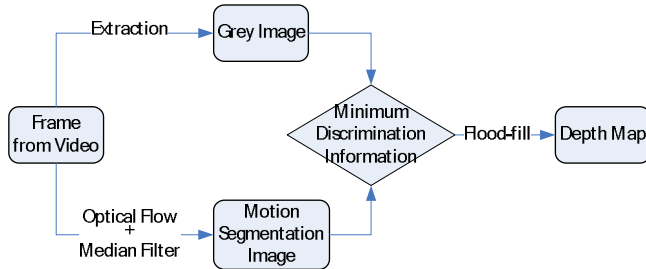 Extraction
Grey Image
Frame
from Video
Minimum
Discrimination
Information
Flood-fill
Depth Map
Optical Flow
+
Median Filter
Motion
Segmentation
Image